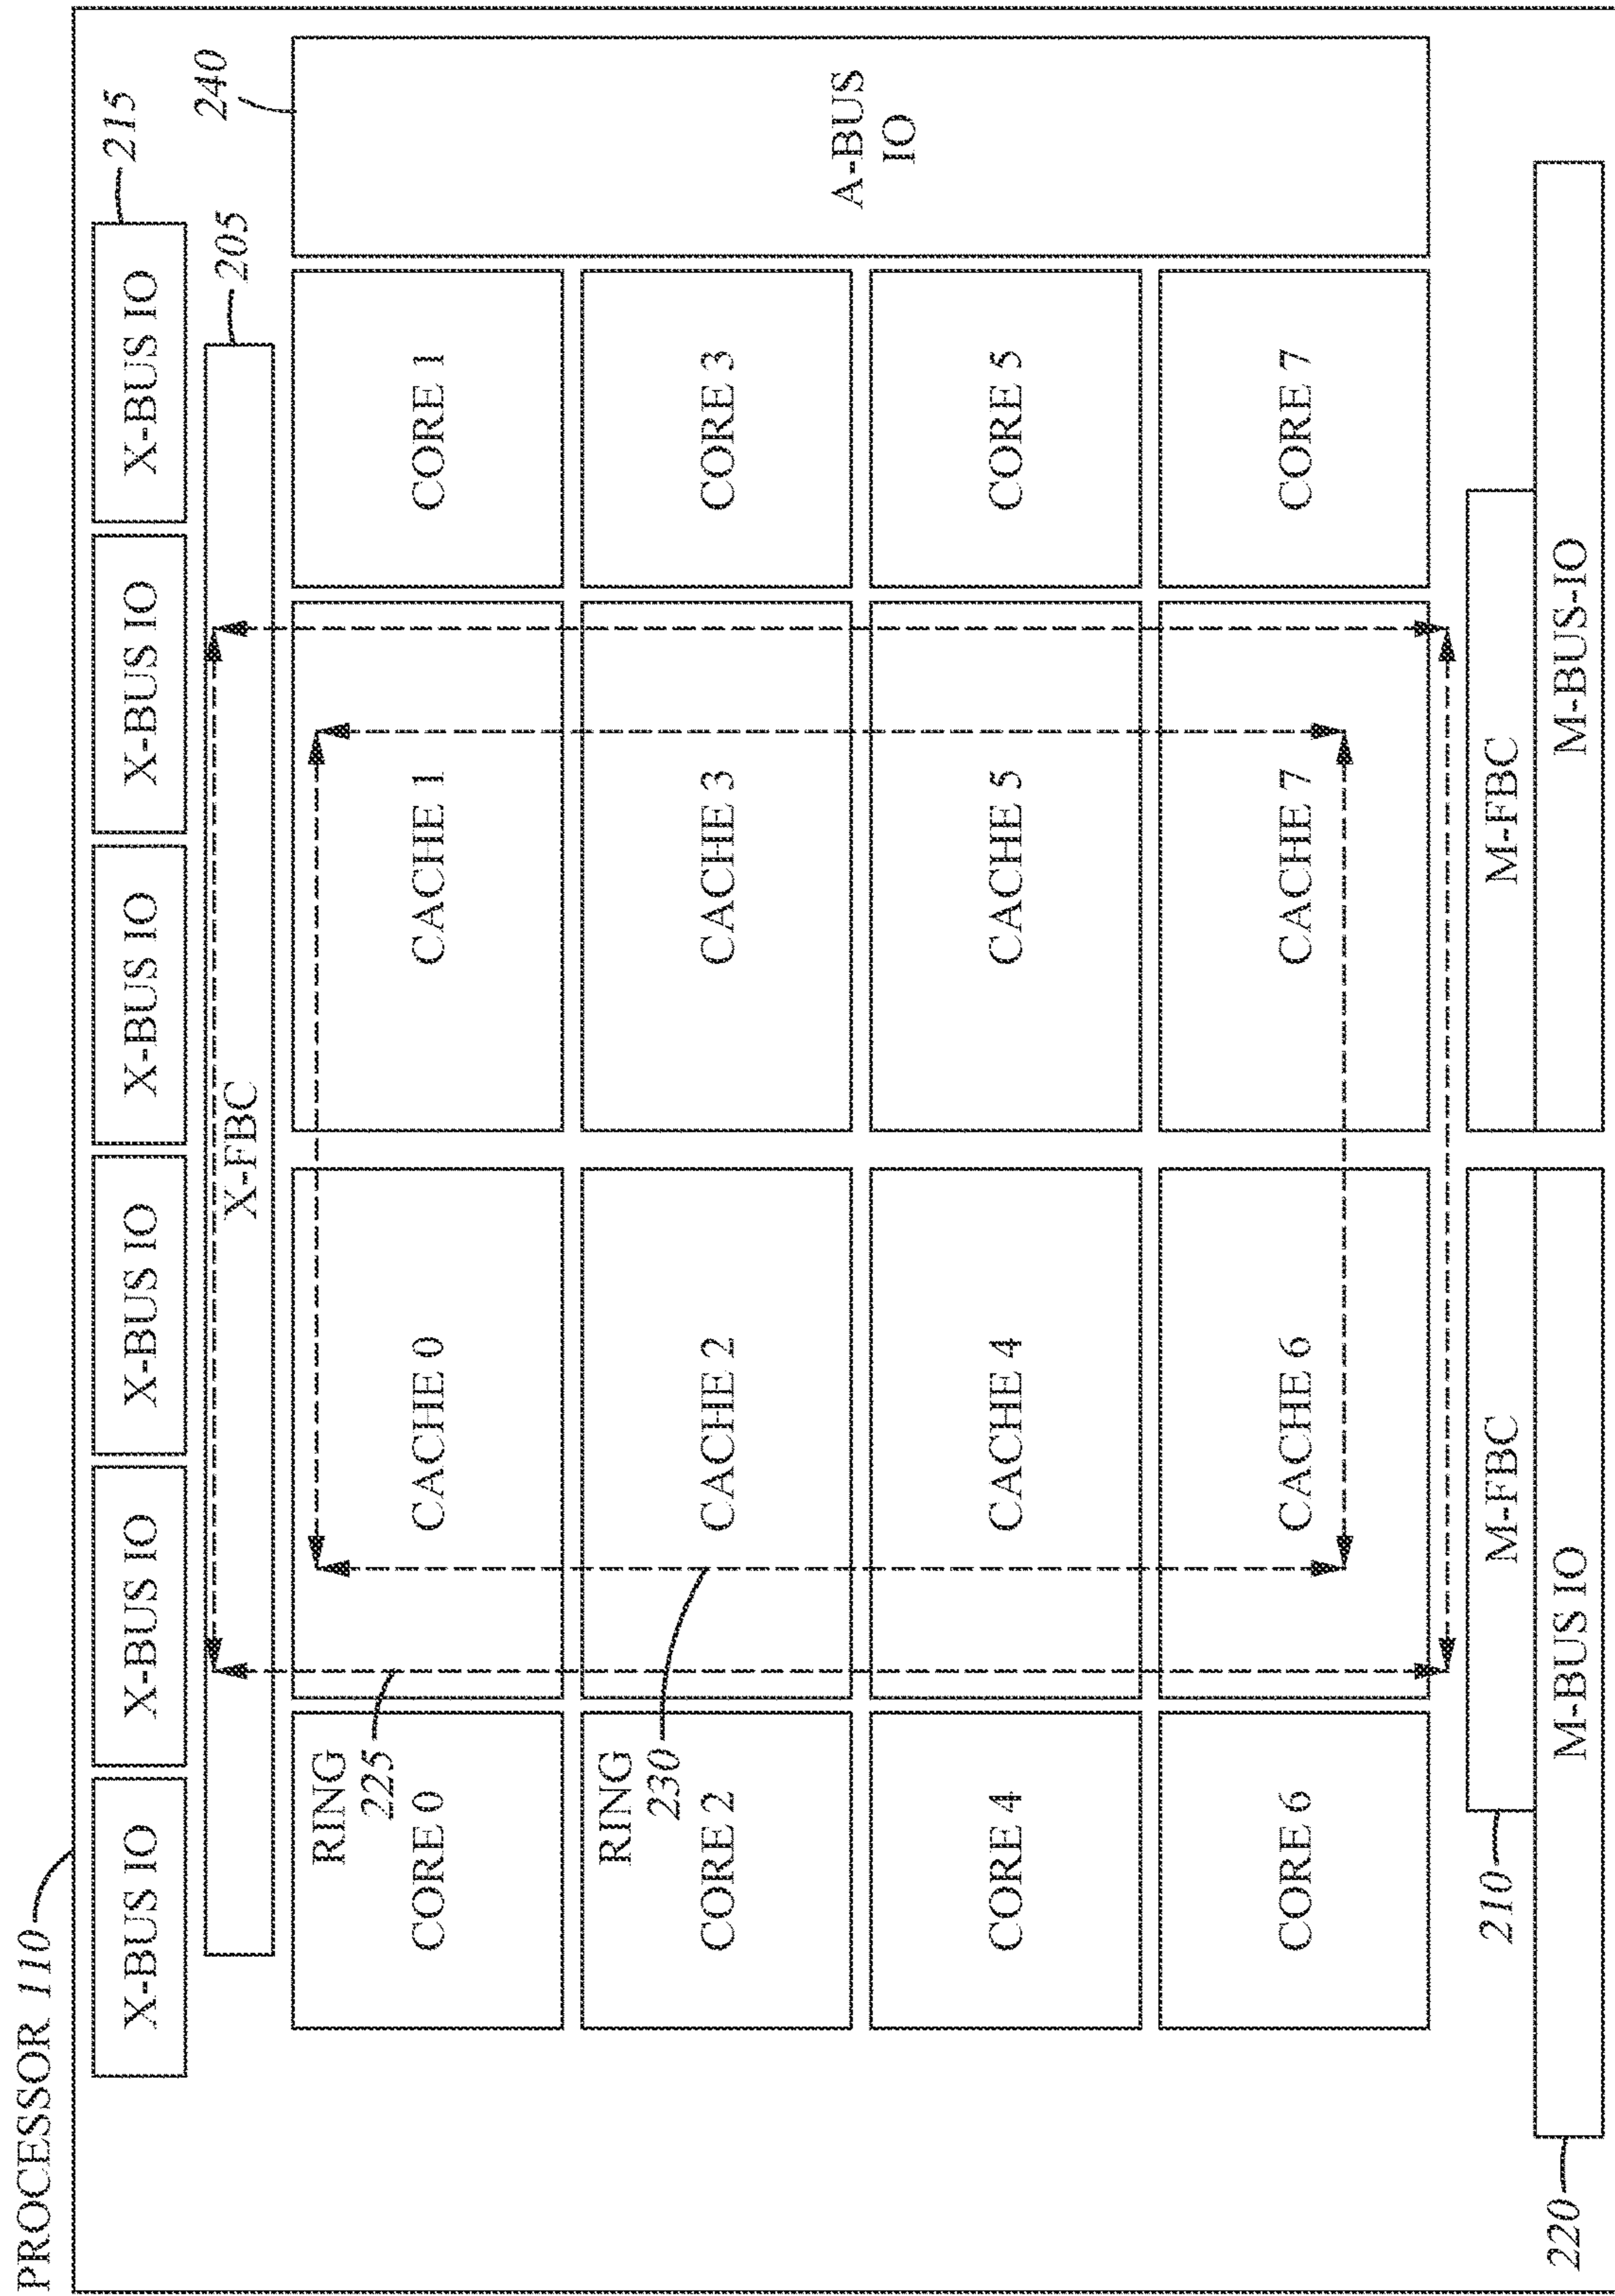 PROCESSOR 110
X-BUS IO
X-BUS IO
X-BUS IO
X-BUS IO
X-BUS IO
X-BUS IO
215
X-FBC
205
240
RING
225
CORE 0
CACHE 0
CACHE 1
CORE 1
RING
230
CORE 2
CACHE 2
CACHE 3
CORE 3
A-BUS
IO
CORE 4
CACHE 4
CACHE 5
CORE 5
CORE 6
CACHE 6
CACHE 7
CORE 7
210
M-FBC
M-FBC
220
M-BUS IO
M-BUS-IO